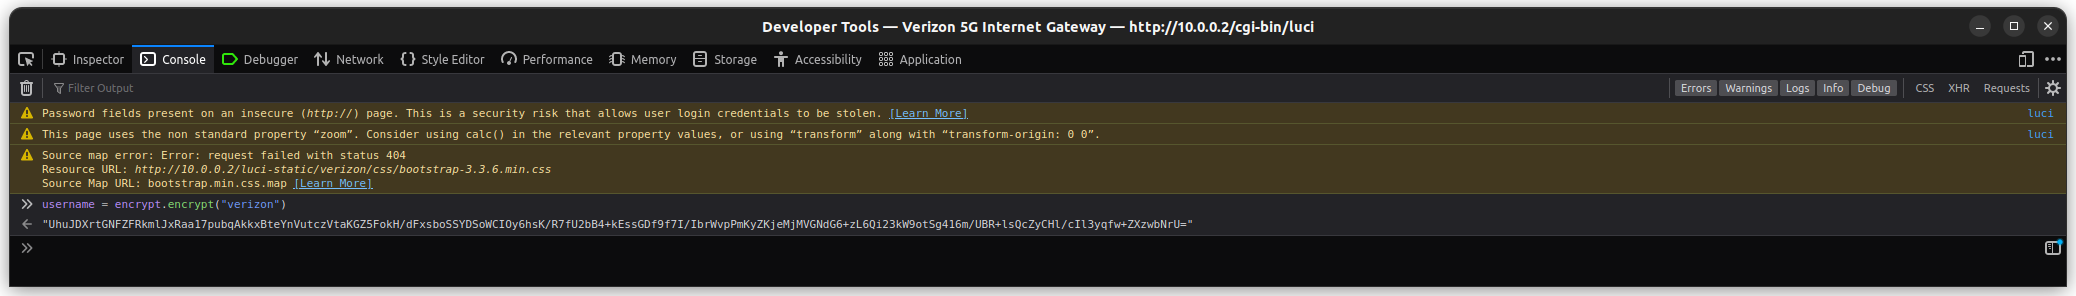 Developer Tools — Verizon 5G Internet Gateway — http://10.0.0.2/cgi-bin/luci
Inspector Console Debugger Network Style Editor Performance Memory Storage Accessibility Application
Filter Output Errors Warnings Logs Info Debug CSS XHR Requests
Password fields present on an insecure (http://) page. This is a security risk that allows user login credentials to be stolen. [Learn More] luci
This page uses the non standard property “zoom”. Consider using calc() in the relevant property values, or using “transform” along with “transform-origin: 0 0”. luci
Source map error: Error: request failed with status 404
Resource URL: http://10.0.0.2/luci-static/verizon/css/bootstrap-3.3.6.min.css
Source Map URL: bootstrap.min.css.map [Learn More]
username = encrypt.encrypt("verizon")
"UhuJDXrtGNFZFRkmlJxRaa17pubqAkkxBteYnVutczVtaKGZ5FokH/dFxsboSSYDSoWCIOy6hsK/R7fU2bB4+kEssGDf9f7I/IbrWvpPmKyZKjeMjMVGNdG6+zL6Qi23kW9otSg416m/UBR+lsQcZyCHl/cIl3yqfw+ZXzwbNrU="